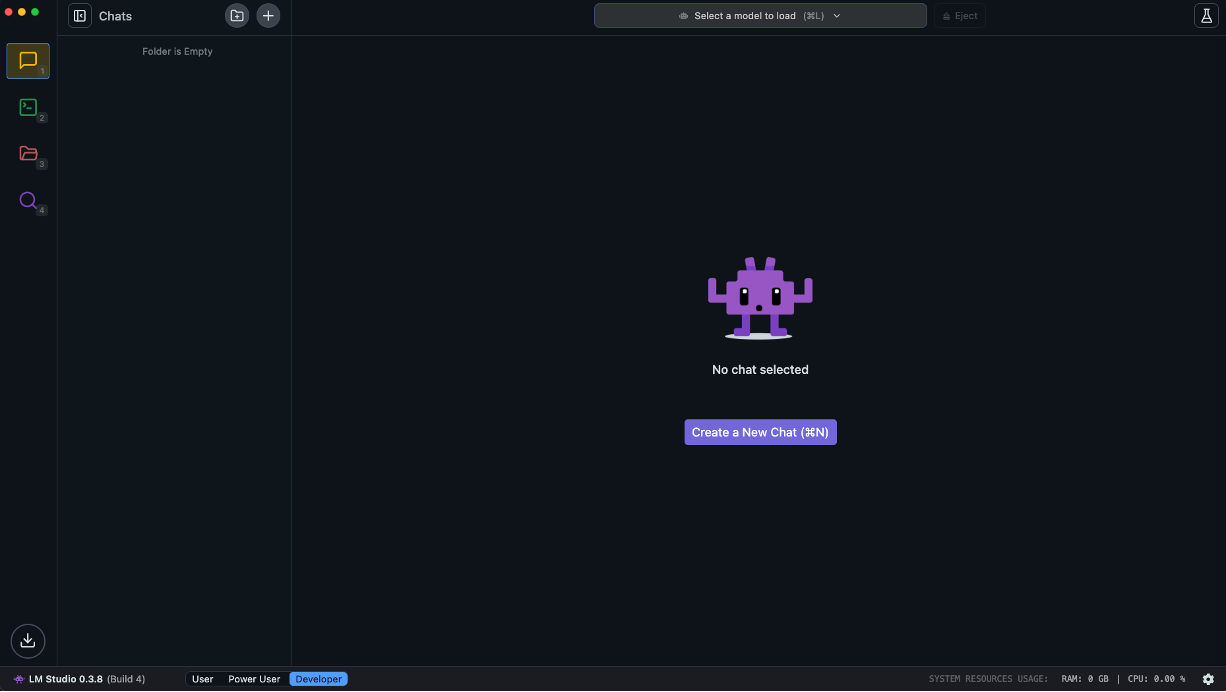 Chats
Select a model to load (⌘L)
Eject
Folder is Empty
1
2
3
4
No chat selected
Create a New Chat (⌘N)
LM Studio 0.3.8 (Build 4)
User Power User Developer
SYSTEM RESOURCES USAGE: RAM: 0 GB | CPU: 0.00 %